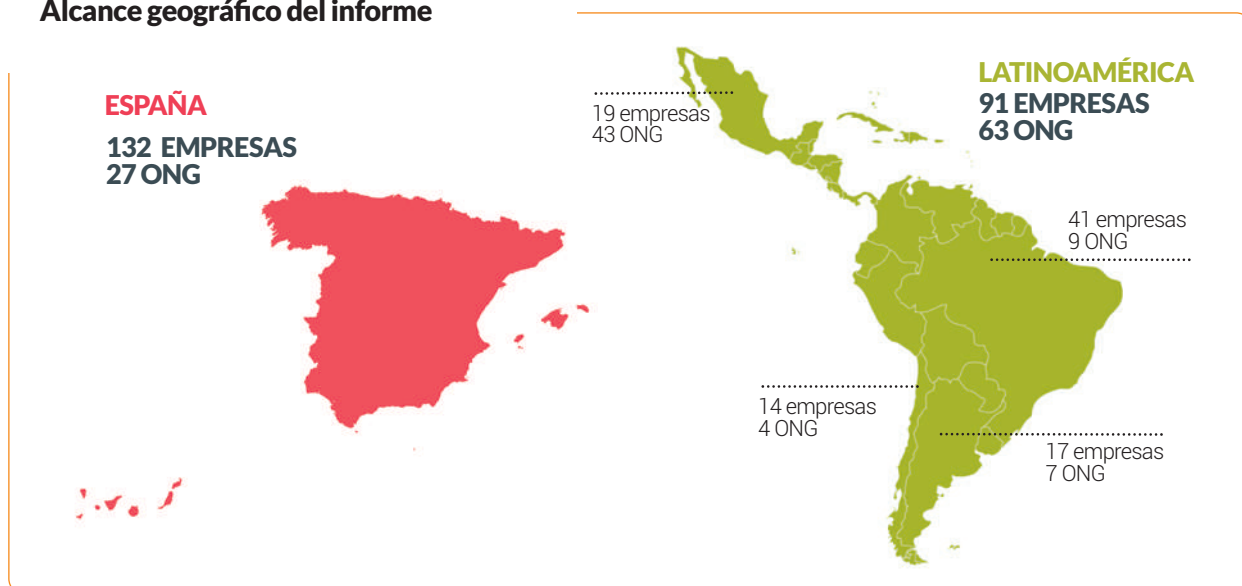 Alcance geográfico del informe
ESPAÑA
132 EMPRESAS
27 ONG
LATINOAMÉRICA
91 EMPRESAS
63 ONG
19 empresas
43 ONG
41 empresas
9 ONG
14 empresas
4 ONG
17 empresas
7 ONG